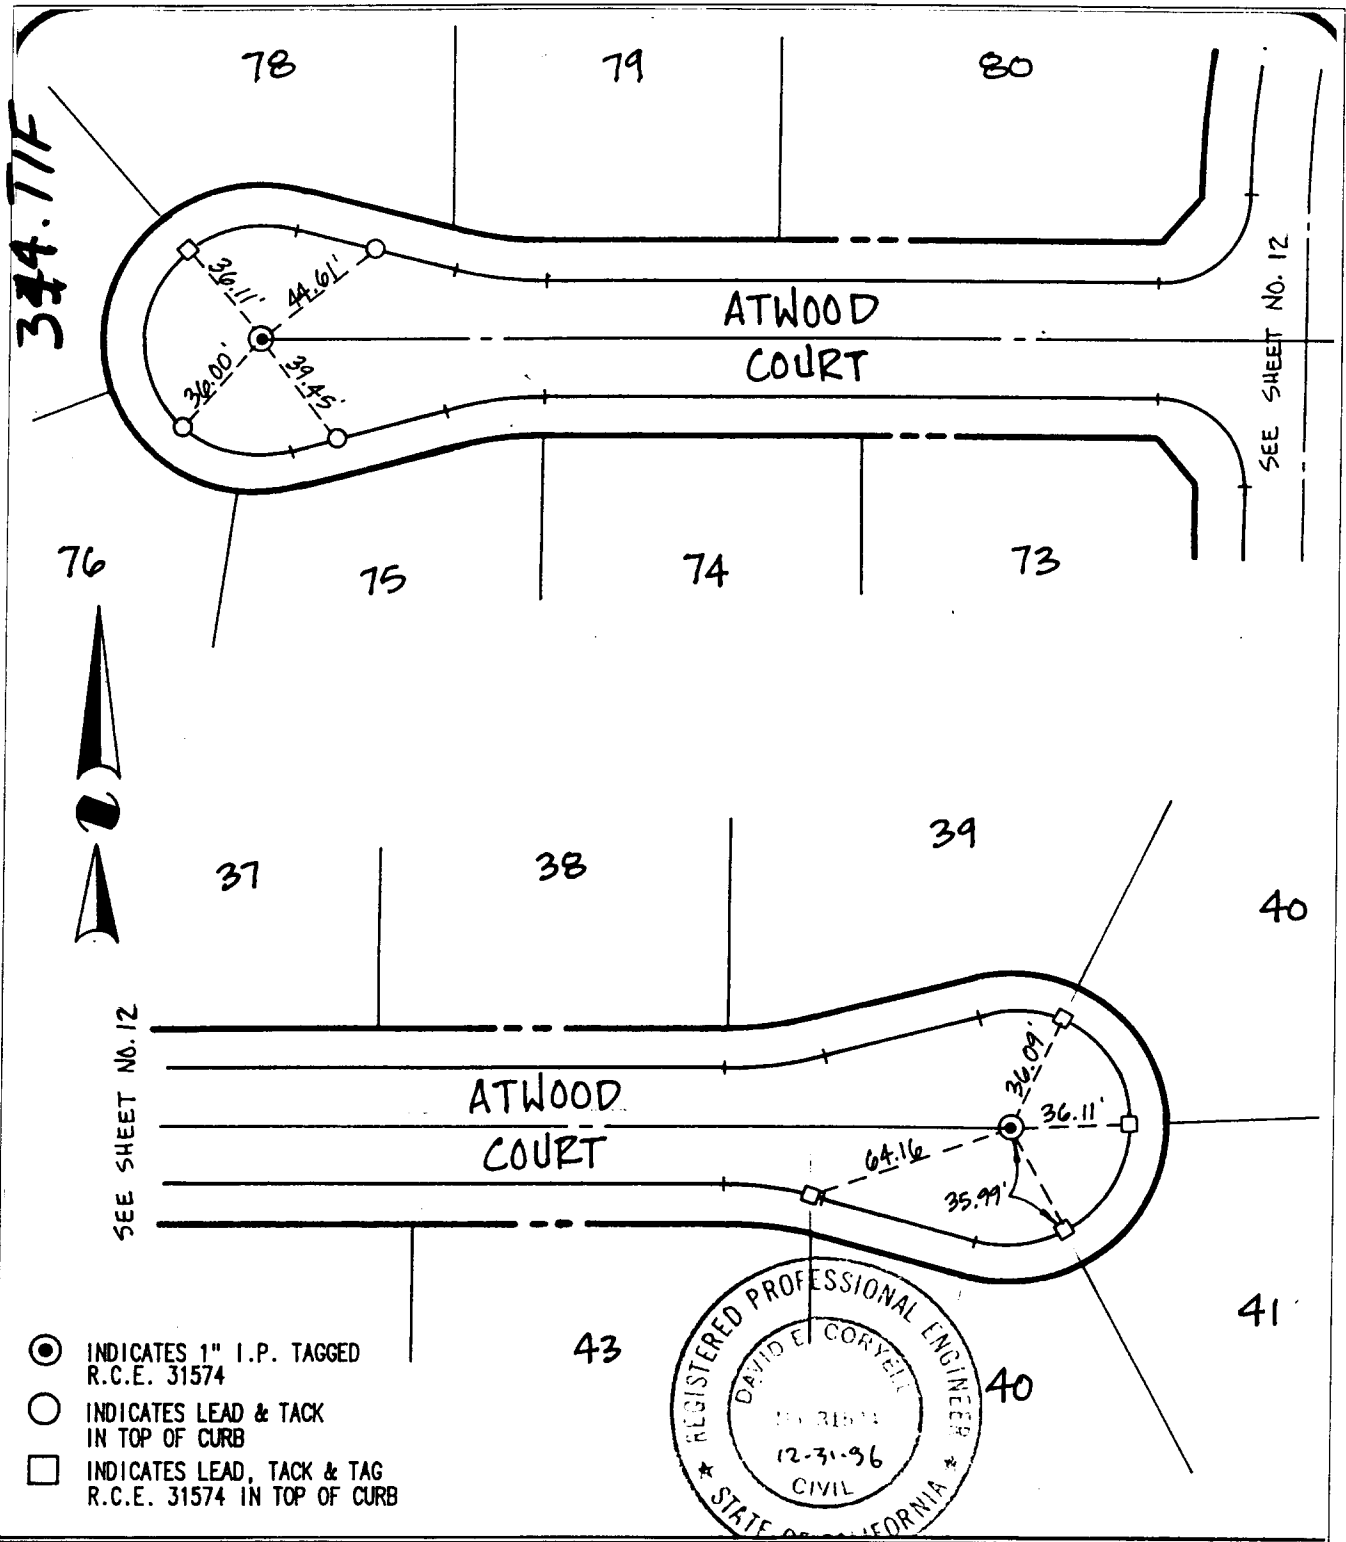 344.TIF
78
79
80
36.11'
44.61'
36.00'
39.45'
ATWOOD
COURT
SEE SHEET NO. 12
76
75
74
73
37
38
39
40
SEE SHEET NO. 12
ATWOOD
COURT
36.09'
36.11'
64.16
35.99'
43
40
41
INDICATES 1" I.P. TAGGED
R.C.E. 31574
INDICATES LEAD & TACK
IN TOP OF CURB
INDICATES LEAD, TACK & TAG
R.C.E. 31574 IN TOP OF CURB
REGISTERED PROFESSIONAL ENGINEER
DAVID E. CORYELL
12-31-96
CIVIL
STATE OF CALIFORNIA